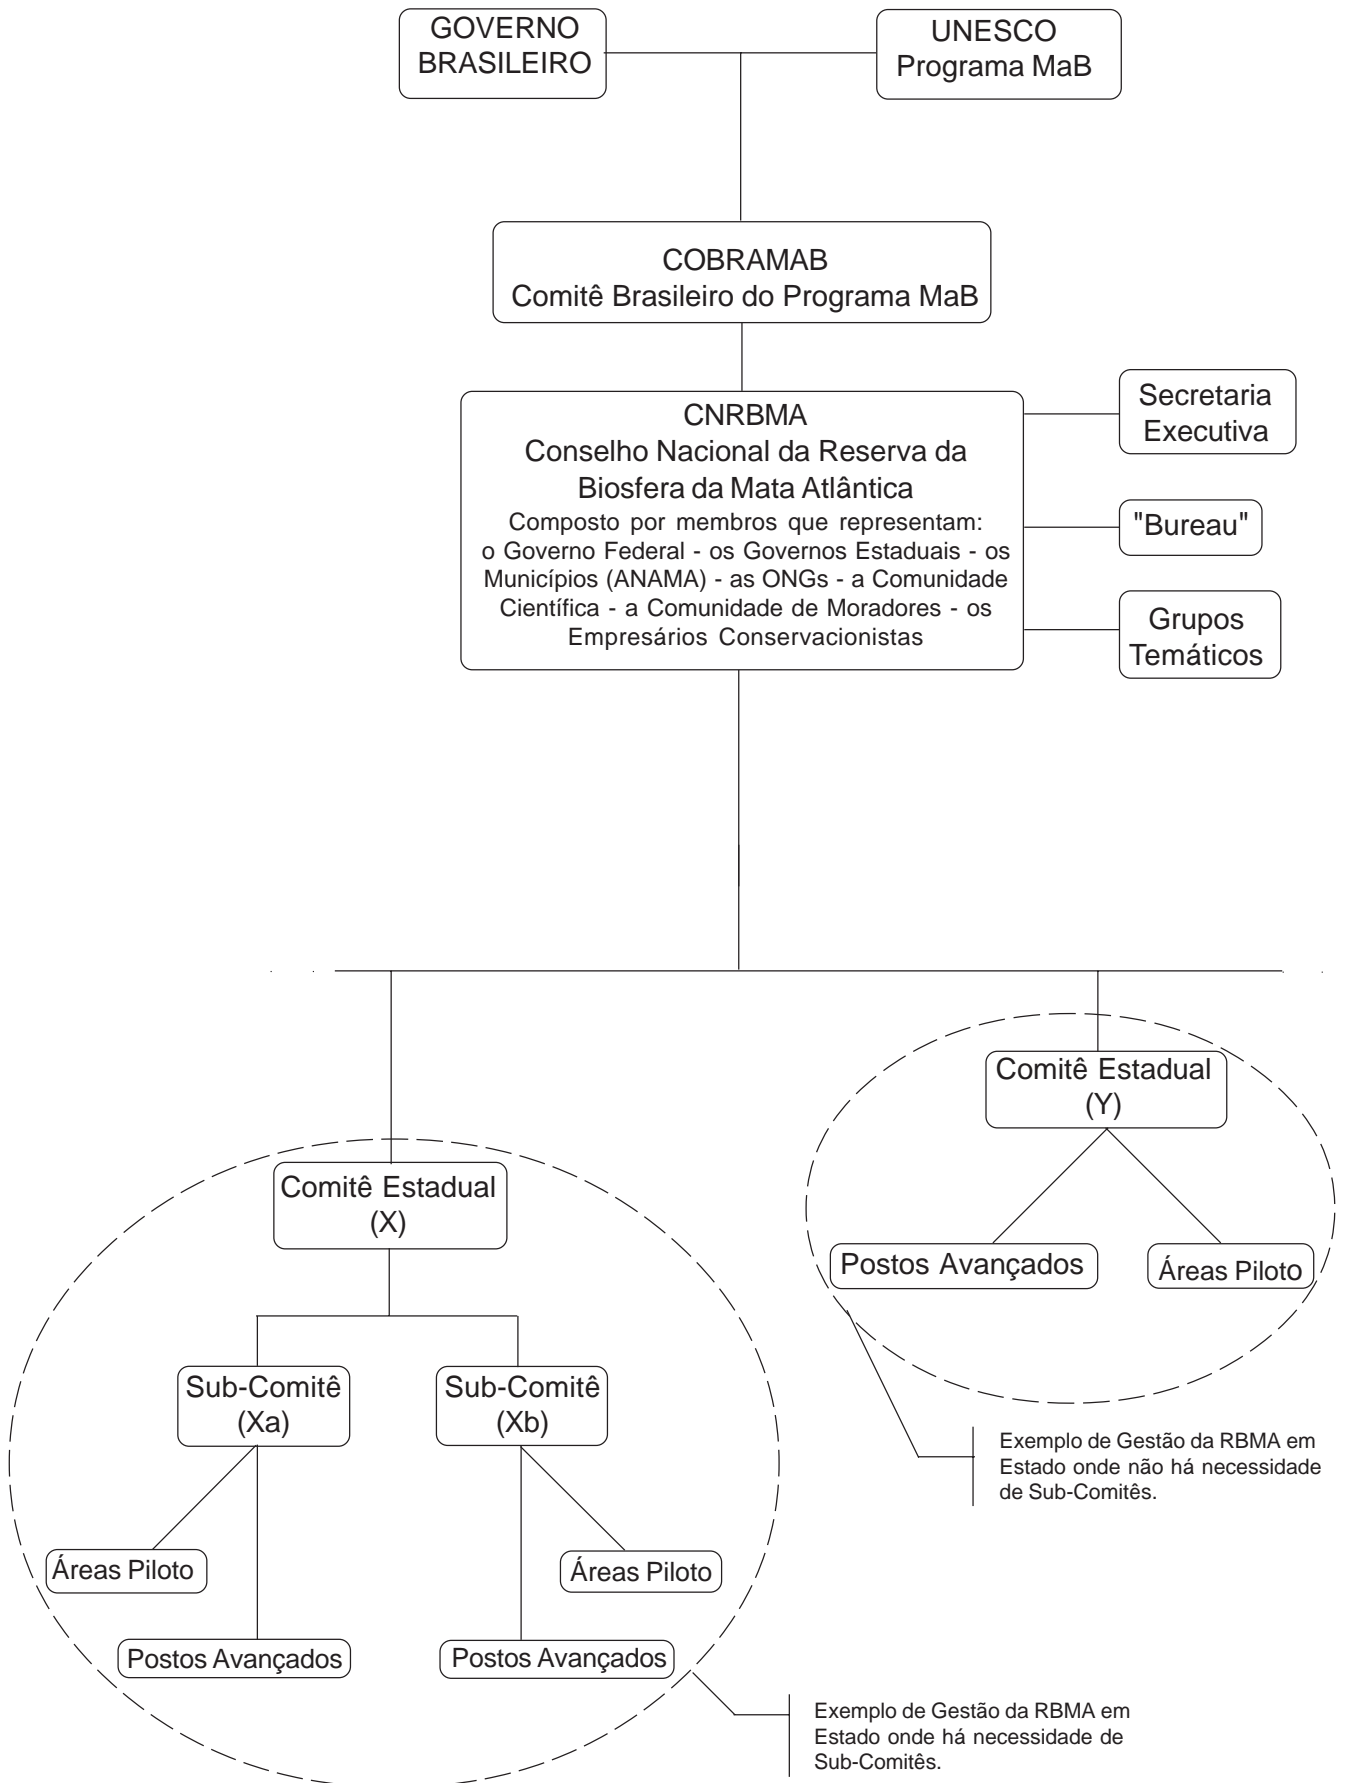 GOVERNO
BRASILEIRO
UNESCO
Programa MaB
COBRAMAB
Comitê Brasileiro do Programa MaB
CNRBMA
Conselho Nacional da Reserva da
Biosfera da Mata Atlântica
Composto por membros que representam:
o Governo Federal - os Governos Estaduais - os
Municípios (ANAMA) - as ONGs - a Comunidade
Científica - a Comunidade de Moradores - os
Empresários Conservacionistas
Secretaria
Executiva
"Bureau"
Grupos
Temáticos
Comitê Estadual
(Y)
Postos Avançados
Áreas Piloto
Exemplo de Gestão da RBMA em
Estado onde não há necessidade
de Sub-Comitês.
Comitê Estadual
(X)
Sub-Comitê
(Xa)
Sub-Comitê
(Xb)
Áreas Piloto
Áreas Piloto
Postos Avançados
Postos Avançados
Exemplo de Gestão da RBMA em
Estado onde há necessidade de
Sub-Comitês.